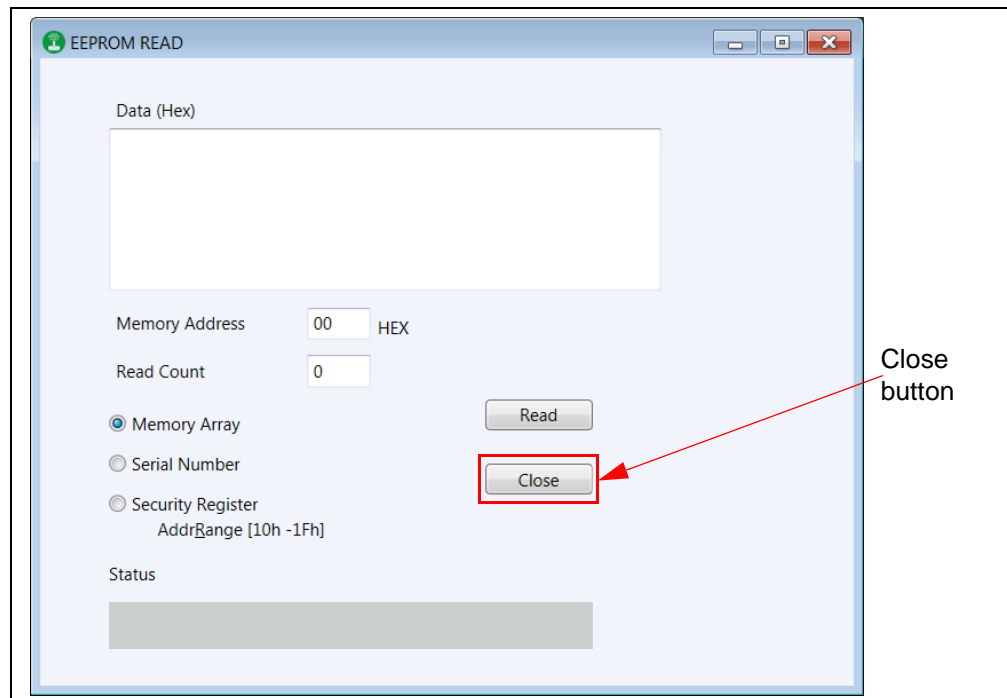 EEPROM READ
Data (Hex)
Memory Address 00 HEX
Read Count 0
Close
button
Memory Array
Read
Serial Number
Close
Security Register
AddrRange [10h -1Fh]
Status